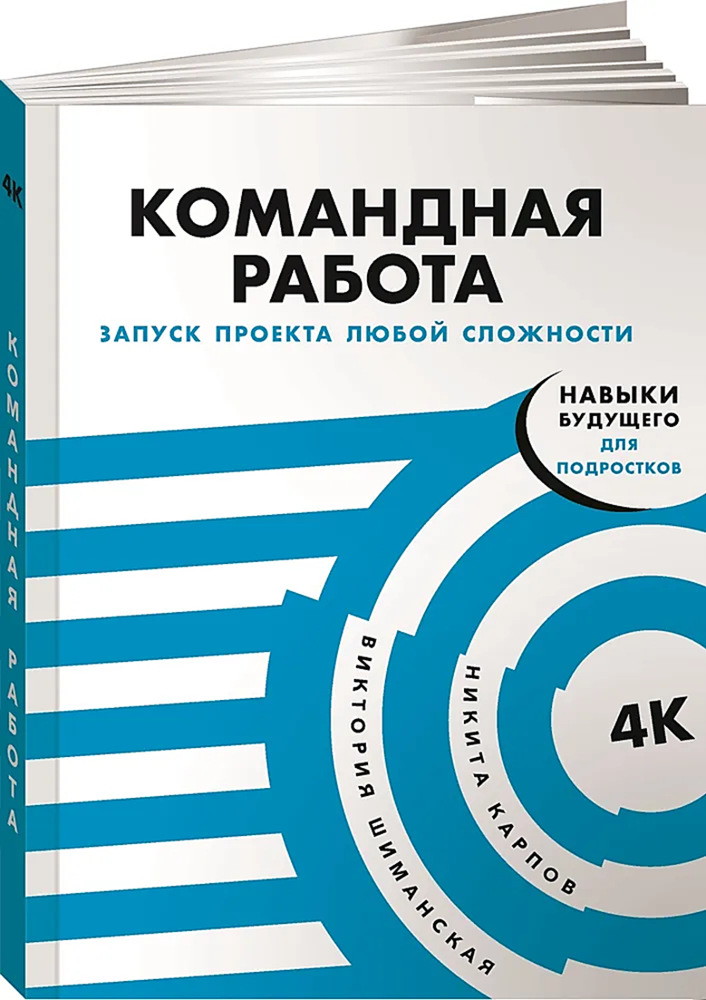 4К
КОМАНДНАЯ РАБОТА
КОМАНДНАЯ
РАБОТА
ЗАПУСК ПРОЕКТА ЛЮБОЙ СЛОЖНОСТИ
НАВЫКИ
БУДУЩЕГО
ДЛЯ
ПОДРОСТКОВ
ВИКТОРИЯ ШИМАНСКАЯ
НИКИТА КАРПОВ
4К